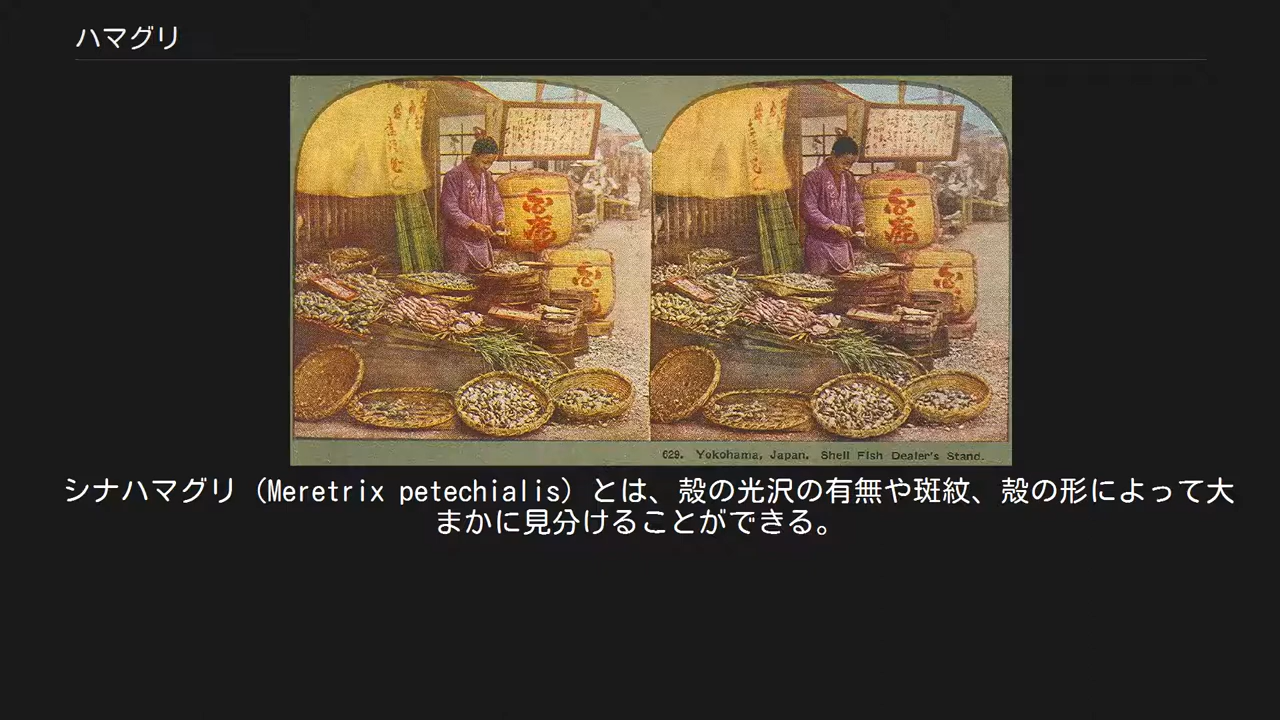 ハマグリ
629. Yokohama, Japan. Shell Fish Dealer's Stand.
シナハマグリ（Meretrix petechialis）とは、殻の光沢の有無や斑紋、殻の形によって大
まかに見分けることができる。